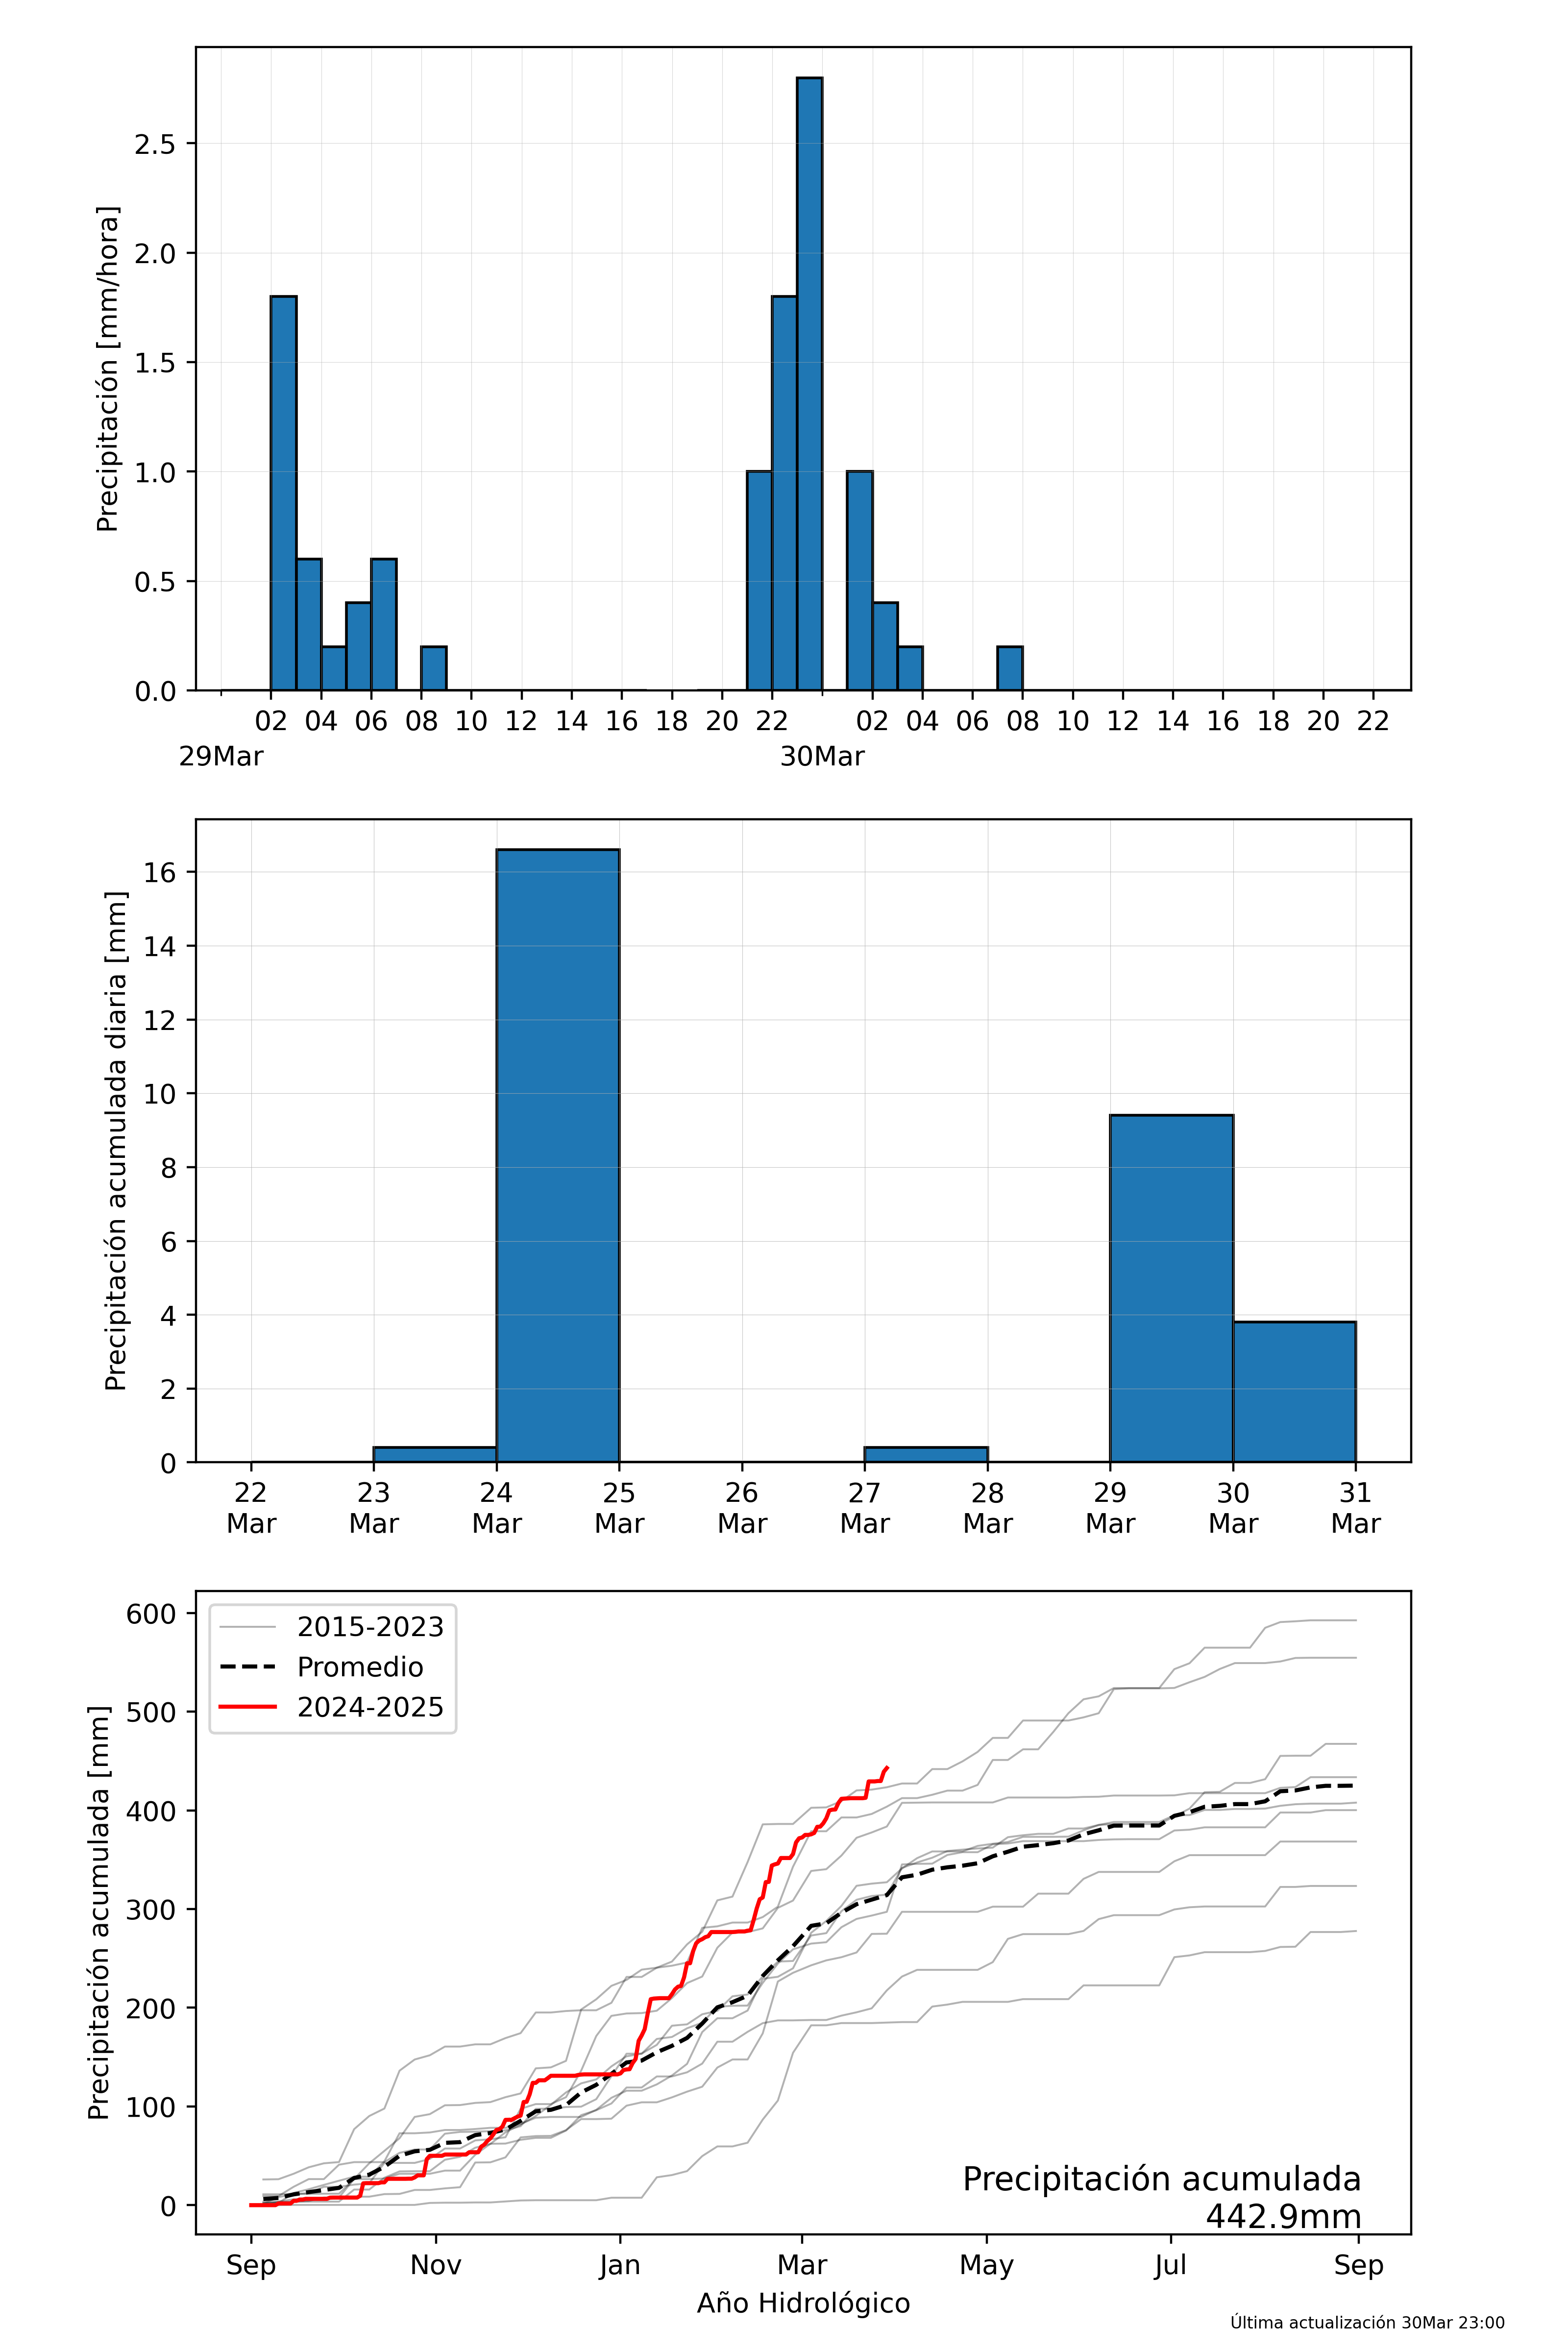 Precipitación [mm/hora]
2.5
2.0
1.5
1.0
0.5
0.0
02 04 06 08 10 12 14 16 18 20 22 02 04 06 08 10 12 14 16 18 20 22
29Mar 30Mar
Precipitación acumulada diaria [mm]
16
14
12
10
8
6
4
2
0
22 23 24 25 26 27 28 29 30 31
Mar Mar Mar Mar Mar Mar Mar Mar Mar Mar
Precipitación acumulada [mm]
600
500
400
300
200
100
0
2015-2023
Promedio
2024-2025
Precipitación acumulada
442.9mm
Sep Nov Jan Mar May Jul Sep
Año Hidrológico
Última actualización 30Mar 23:00